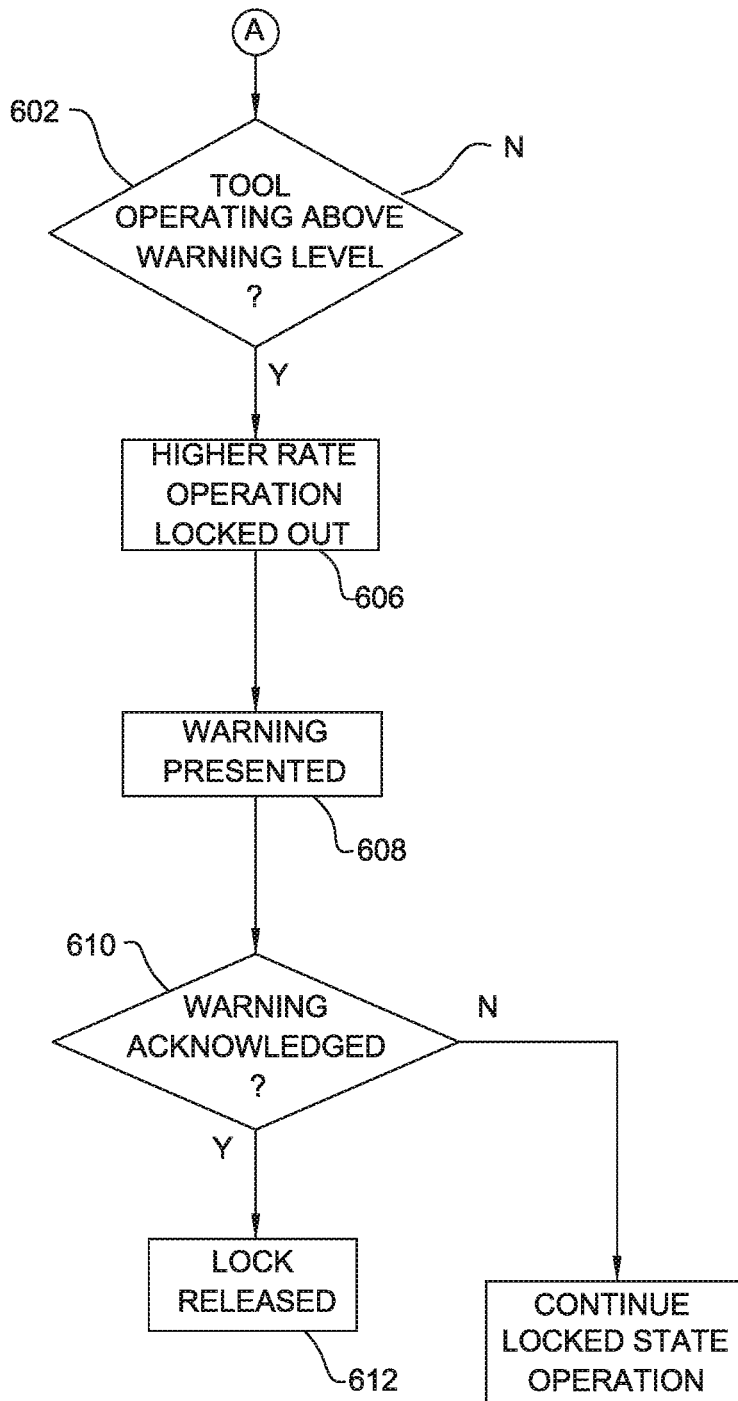 A
602
N
TOOL
OPERATING ABOVE
WARNING LEVEL
?
Y
HIGHER RATE
OPERATION
LOCKED OUT
606
WARNING
PRESENTED
608
610
WARNING
ACKNOWLEDGED
?
N
Y
LOCK
RELEASED
612
CONTINUE
LOCKED STATE
OPERATION